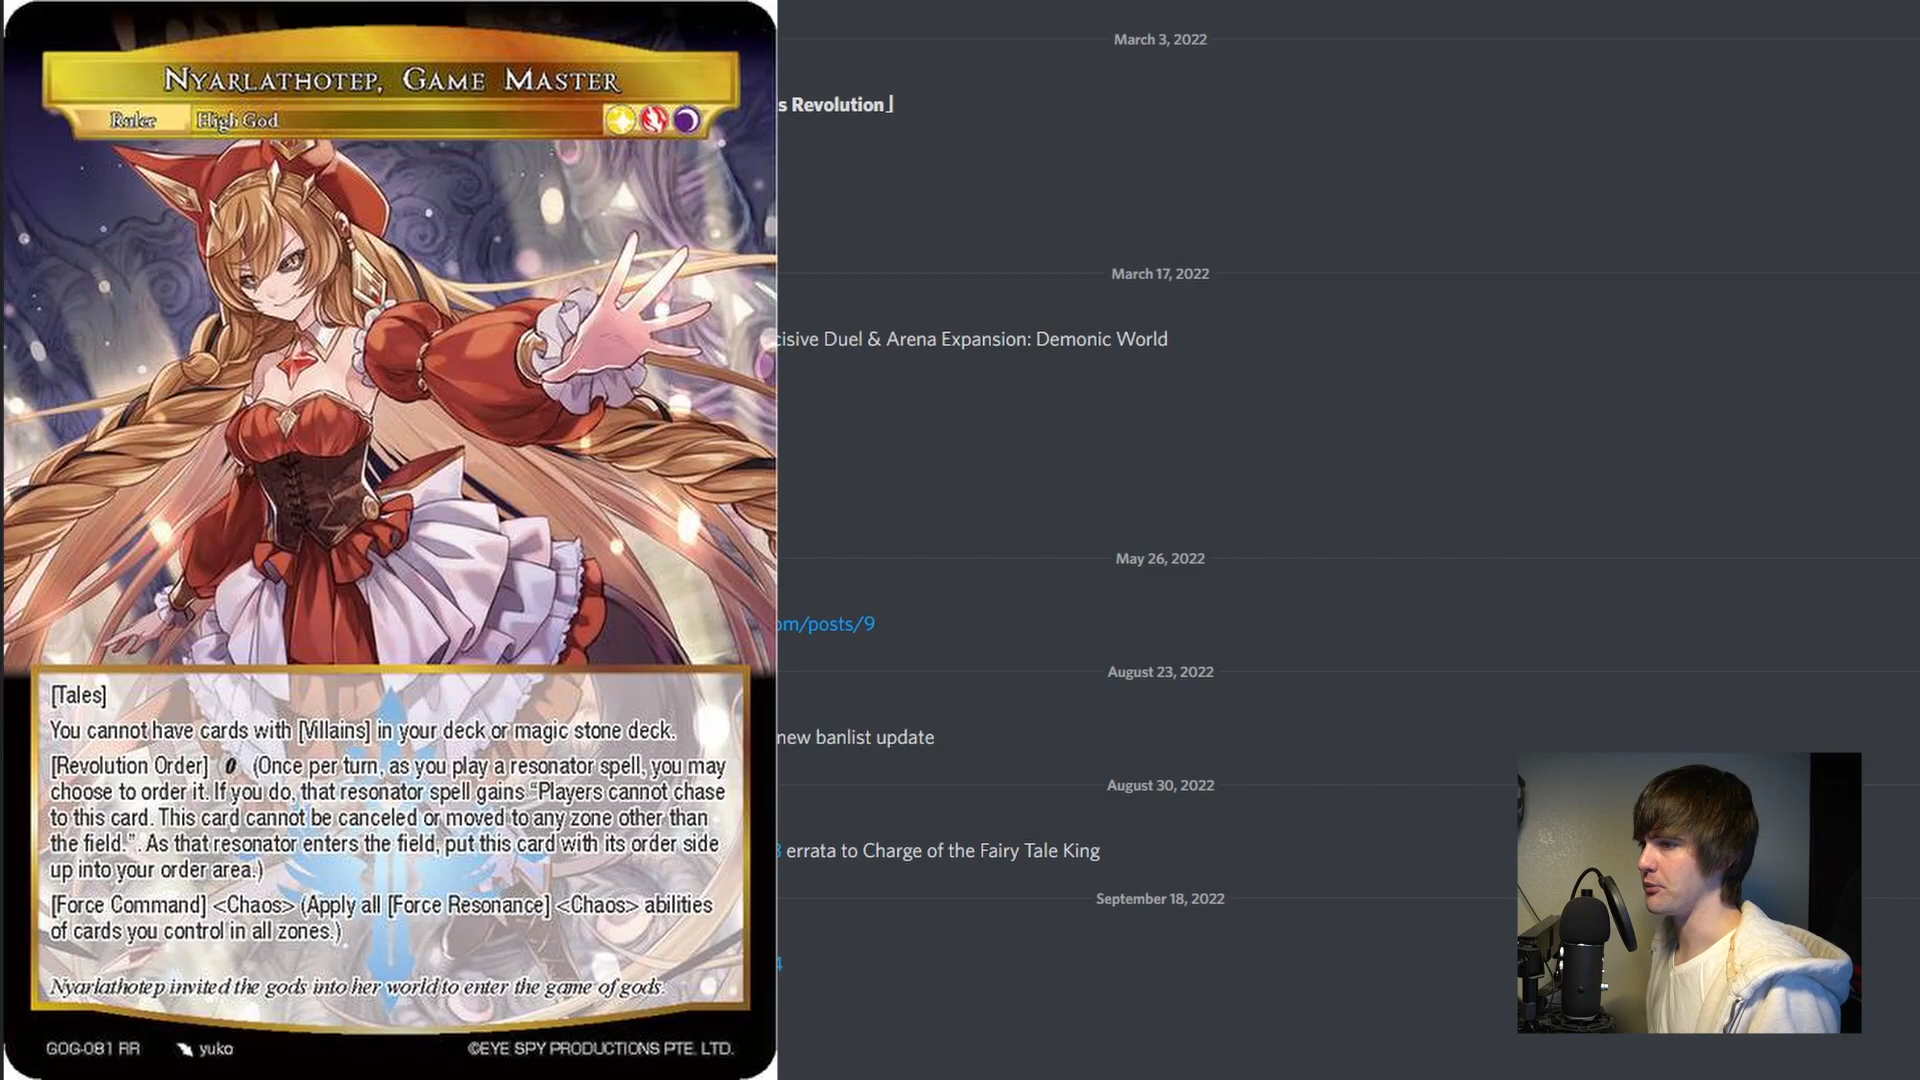 NYARLATHOTEP, GAME MASTER
Ruler High God
[Tales]
You cannot have cards with [Villains] in your deck or magic stone deck.
[Revolution Order] 0 (Once per turn, as you play a resonator spell, you may
choose to order it. If you do, that resonator spell gains “Players cannot chase
to this card. This card cannot be canceled or moved to any zone other than
the field.”. As that resonator enters the field, put this card with its order side
up into your order area.)
[Force Command] <Chaos> (Apply all [Force Resonance] <Chaos> abilities
of cards you control in all zones.)
Nyarlathotep invited the gods into her world to enter the game of gods.
GOG-081 RR yuko ©EYE SPY PRODUCTIONS PTE. LTD.
March 3, 2022
s Revolution」
March 17, 2022
cisive Duel & Arena Expansion: Demonic World
May 26, 2022
om/posts/9
August 23, 2022
new banlist update
August 30, 2022
errata to Charge of the Fairy Tale King
September 18, 2022
4